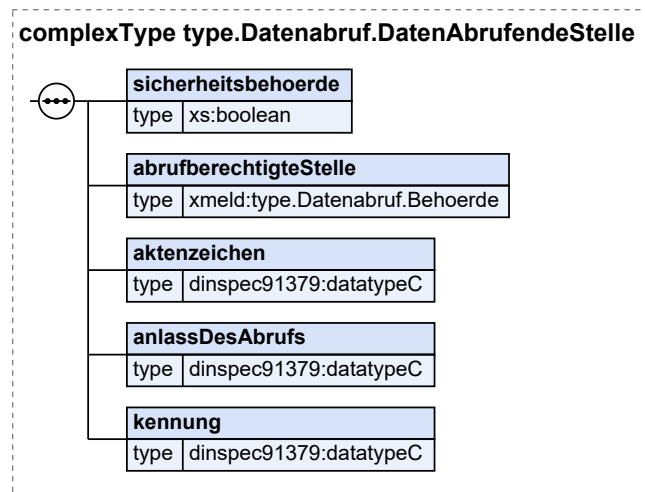 complexType type.Datenabruf.DatenAbrufendeStelle
sicherheitsbehoerde
type xs:boolean
abrufberechtigteStelle
type xmeld:type.Datenabruf.Behoerde
aktenzeichen
type dinspec91379:datatypeC
anlassDesAbrufs
type dinspec91379:datatypeC
kennung
type dinspec91379:datatypeC